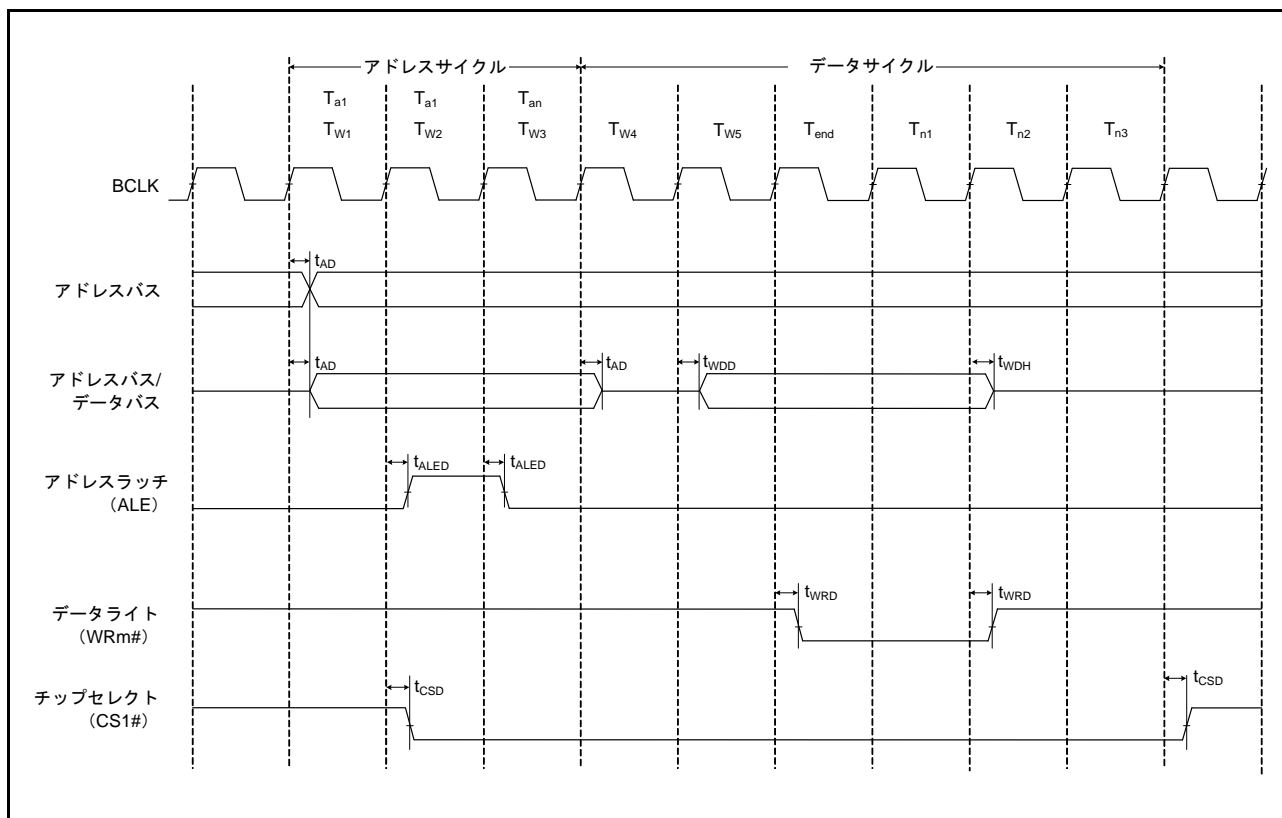 アドレスサイクル データサイクル
Ta1 Ta1 Tan
TW1 TW2 TW3 TW4 TW5 Tend Tn1 Tn2 Tn3
BCLK
tAD
アドレスバス
tAD tAD tWDD tWDH
アドレスバス/
データバス
tALED tALED
アドレスラッチ
（ALE）
tWRD tWRD
データライト
（WRm#）
tCSD tCSD
チップセレクト
（CS1#）